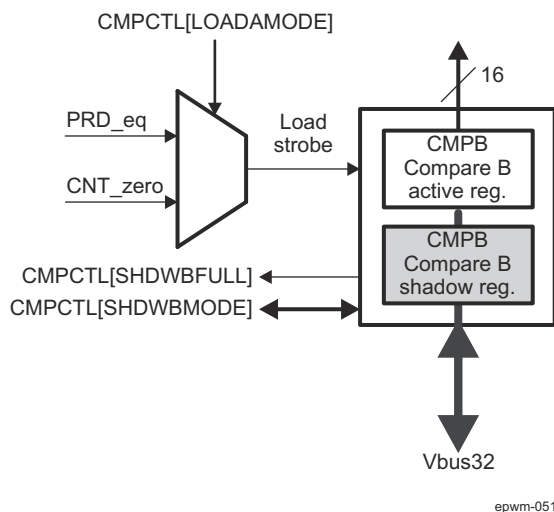 CMPCTL[LOADAMODE]
16
PRD_eq
Load
strobe
CNT_zero
CMPB
Compare B
active reg.
CMPB
Compare B
shadow reg.
CMPCTL[SHDWBFULL]
CMPCTL[SHDWBMODE]
Vbus32
epwm-051